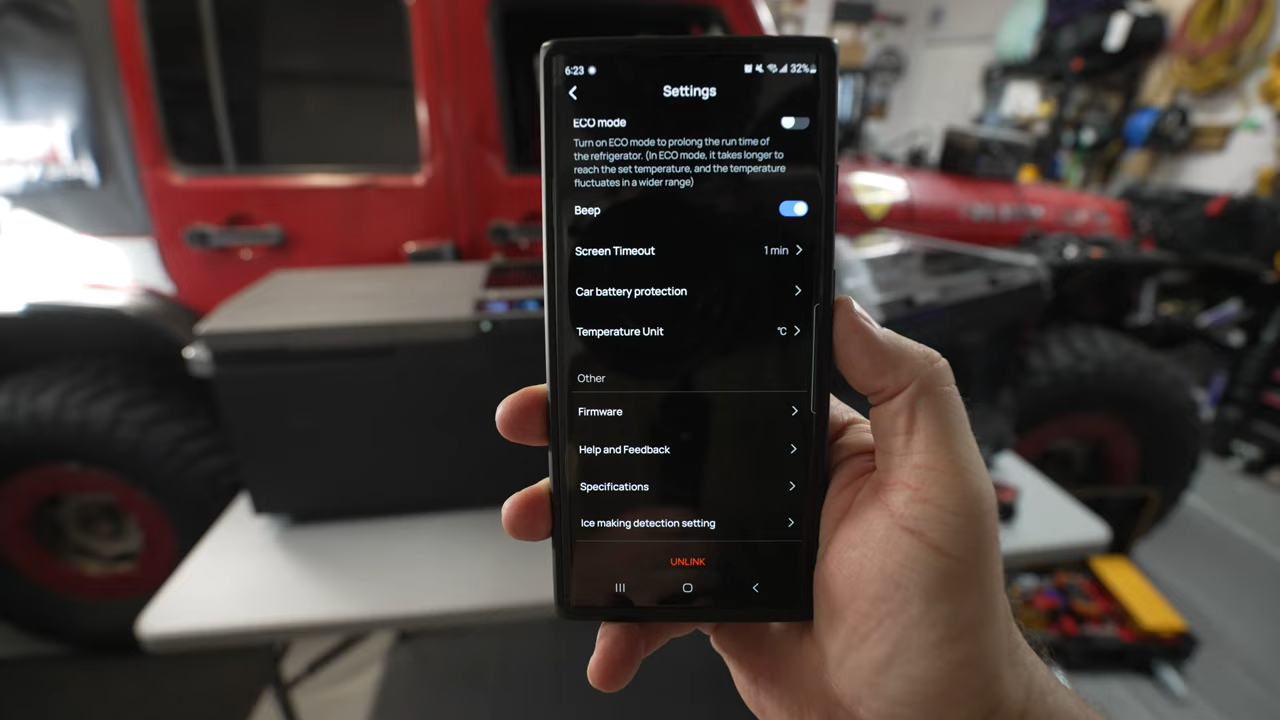 6:23
32%
Settings
ECO mode
Turn on ECO mode to prolong the run time of
the refrigerator. (In ECO mode, it takes longer to
reach the set temperature, and the temperature
fluctuates in a wider range)
Beep
Screen Timeout 1 min
Car battery protection
Temperature Unit °C
Other
Firmware
Help and Feedback
Specifications
Ice making detection setting
UNLINK